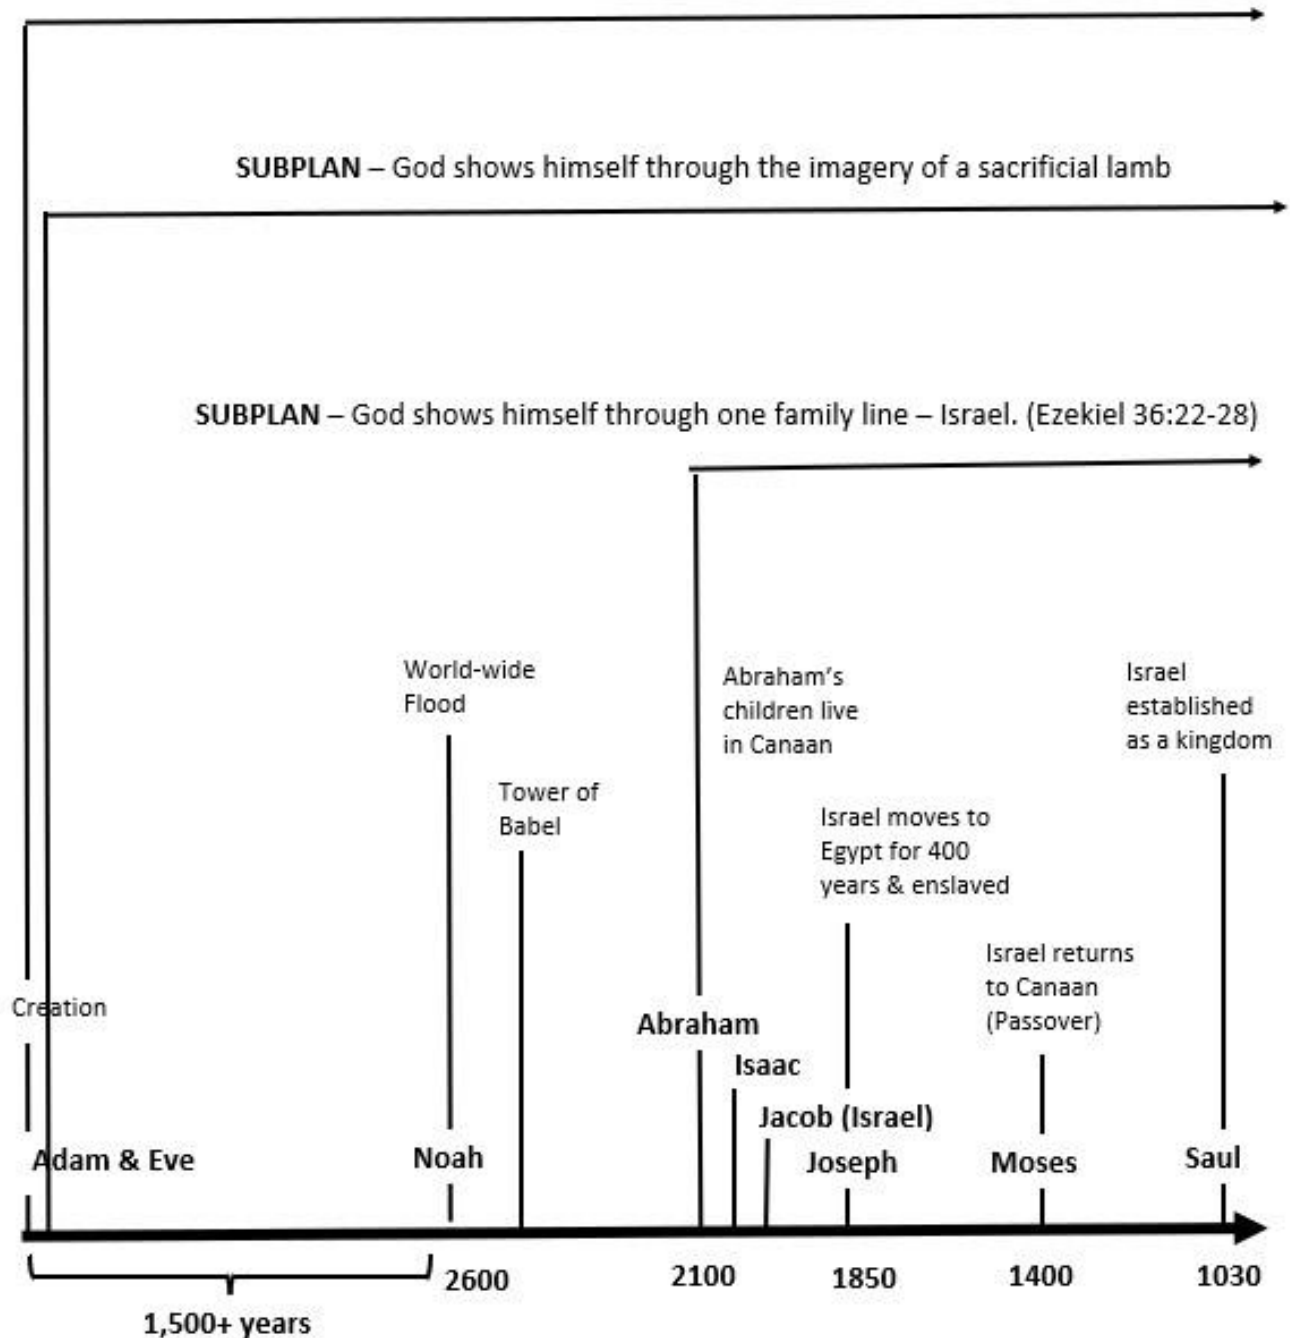 SUBPLAN – God shows himself through the imagery of a sacrificial lamb
SUBPLAN – God shows himself through one family line – Israel. (Ezekiel 36:22-28)
World-wide
Flood
Tower of
Babel
Abraham’s
children live
in Canaan
Israel
established
as a kingdom
Israel moves to
Egypt for 400
years & enslaved
Israel returns
to Canaan
(Passover)
Creation
Abraham
Isaac
Jacob (Israel)
Adam & Eve
Noah
Joseph
Moses
Saul
2600
2100
1850
1400
1030
1,500+ years